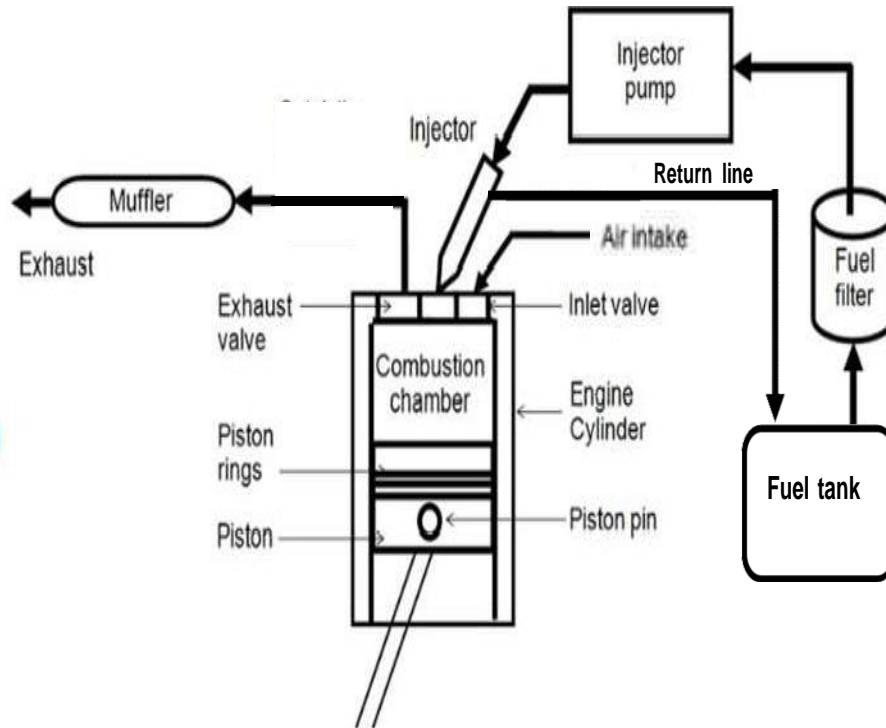 Injector
pump
Injector
Return line
Muffler
Air intake
Exhaust
Fuel
filter
Exhaust
valve
Inlet valve
Combustion
chamber
Engine
Cylinder
Piston
rings
Fuel tank
Piston
Piston pin